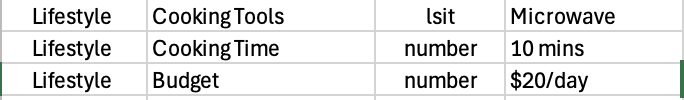 Lifestyle Cooking Tools lsit Microwave
Lifestyle Cooking Time number 10 mins
Lifestyle Budget number $20/day